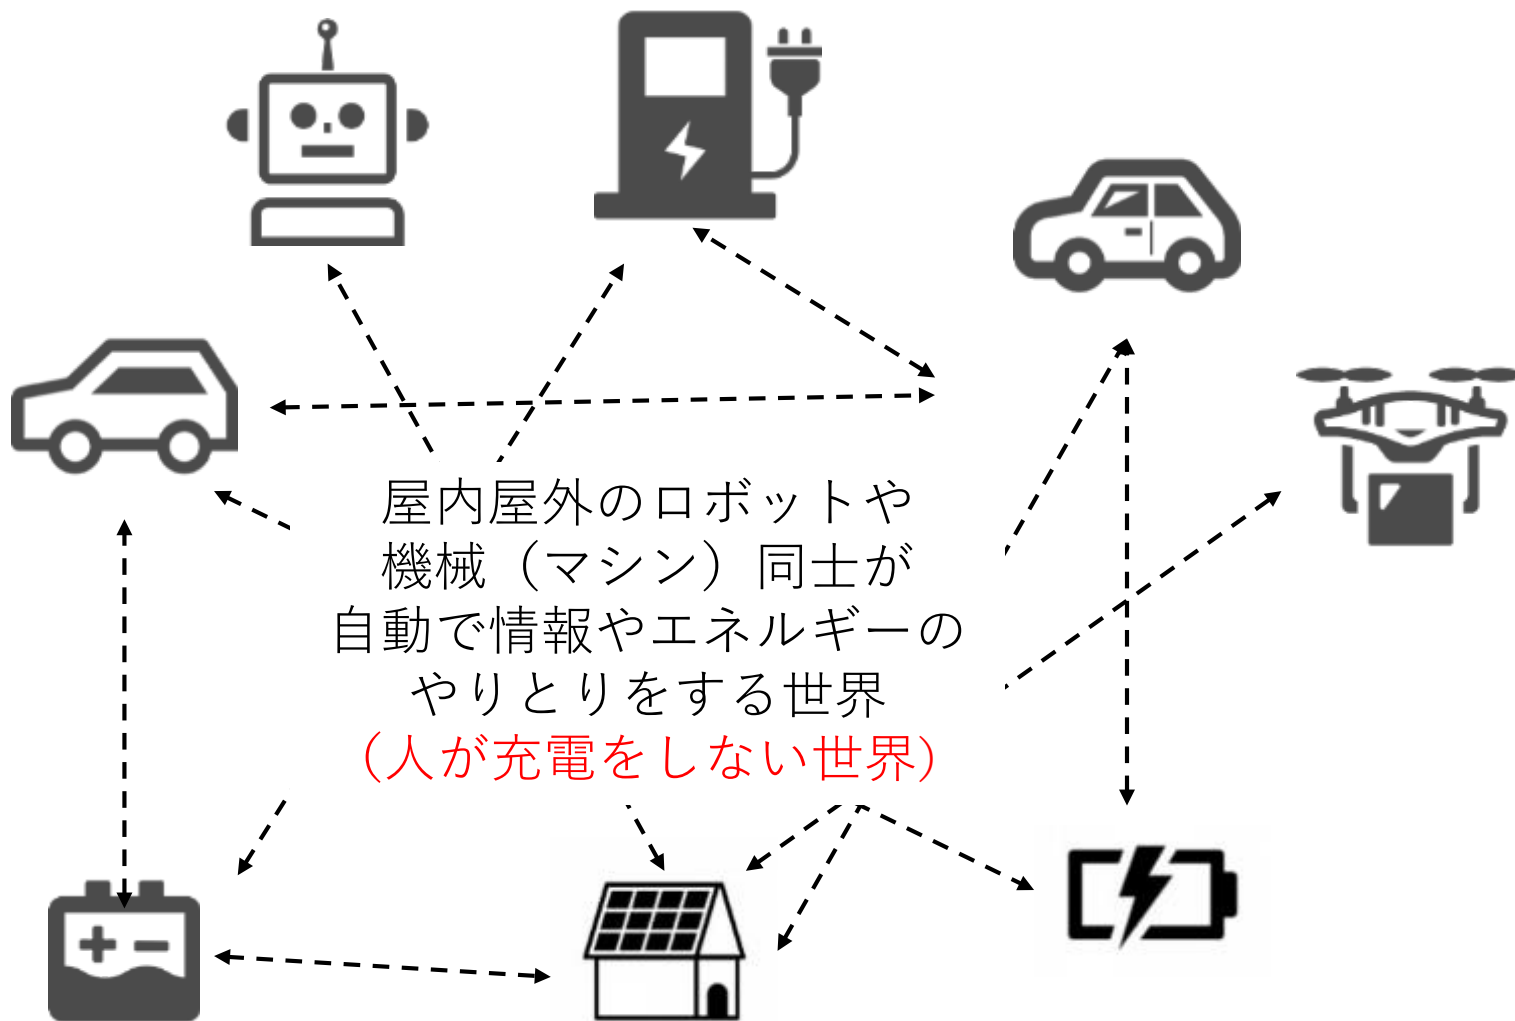 屋内屋外のロボットや
機械（マシン）同士が
自動で情報やエネルギーの
やりとりをする世界
（人が充電をしない世界）